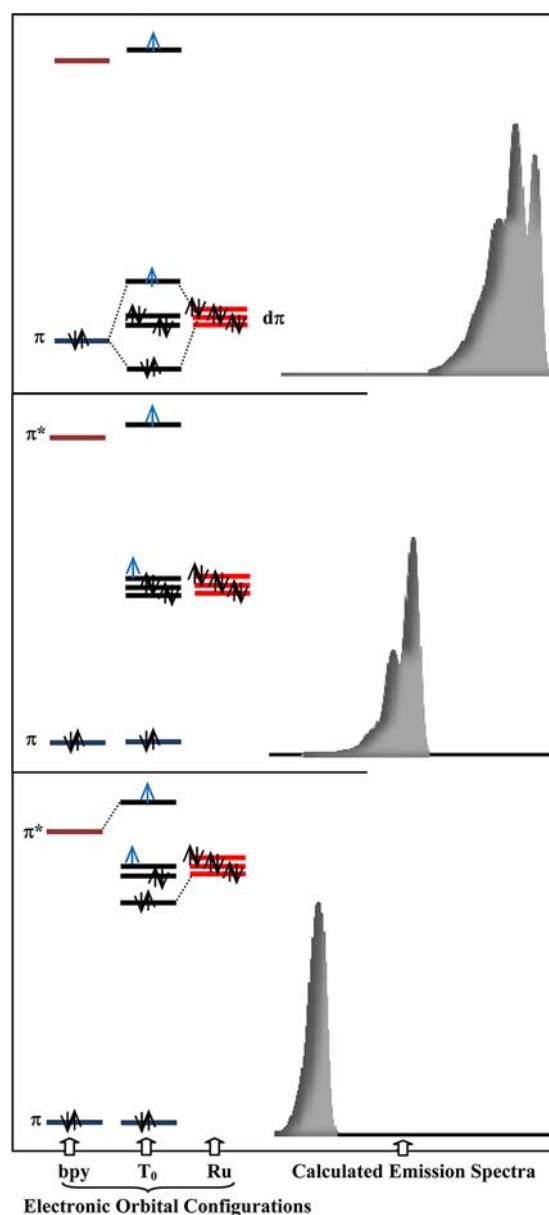 π
dπ
π*
π
π*
π
bpy T₀ Ru Calculated Emission Spectra
Electronic Orbital Configurations